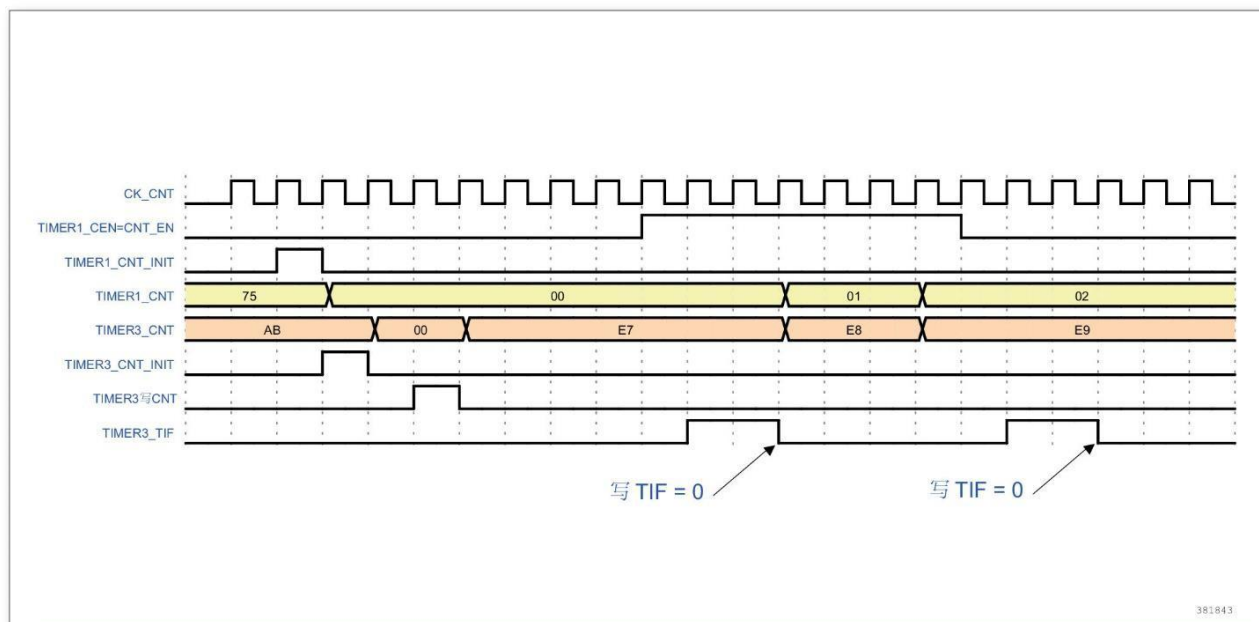 CK_CNT
TIMER1_CEN=CNT_EN
TIMER1_CNT_INIT
TIMER1_CNT 75 00 01 02
TIMER3_CNT AB 00 E7 E8 E9
TIMER3_CNT_INIT
TIMER3写CNT
TIMER3_TIF
写 TIF = 0 写 TIF = 0
381843